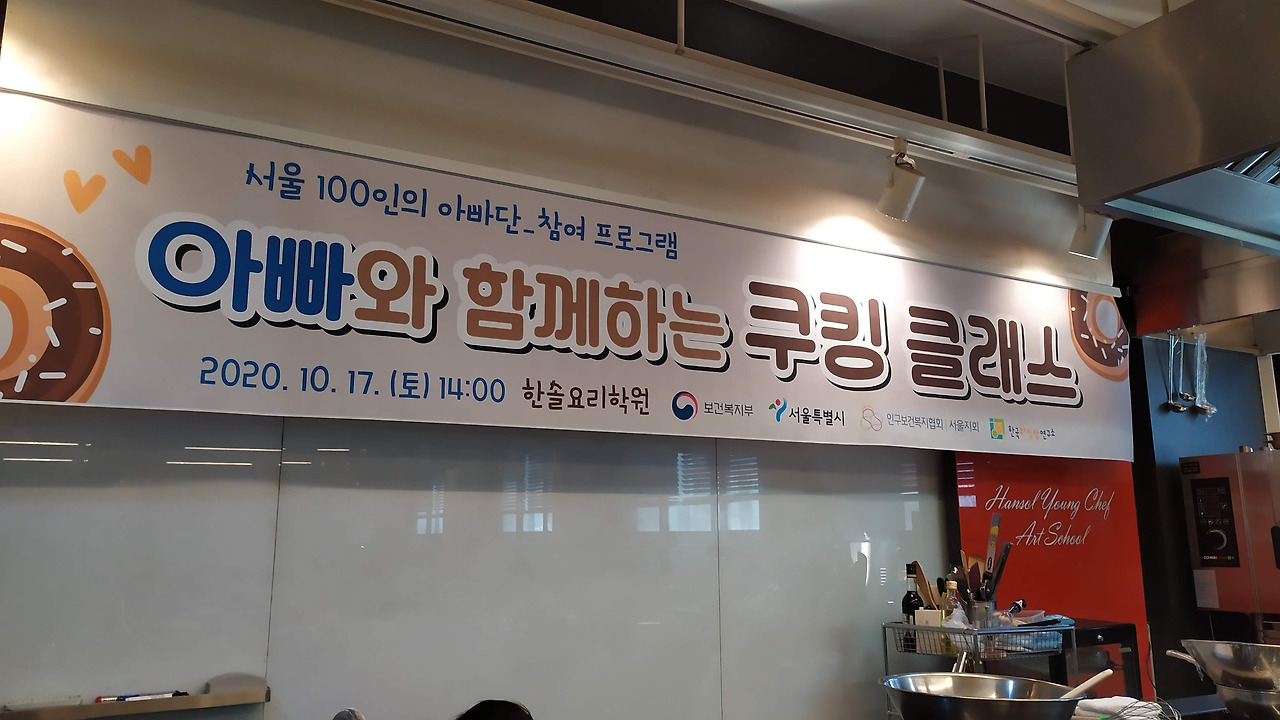 서울 100인의 아빠단_참여 프로그램
아빠와 함께하는 쿠킹 클래스
2020. 10. 17. (토) 14:00 한솔요리학원 보건복지부 서울특별시 인구보건복지협회 서울지회
Hansol Young Chef
Art School